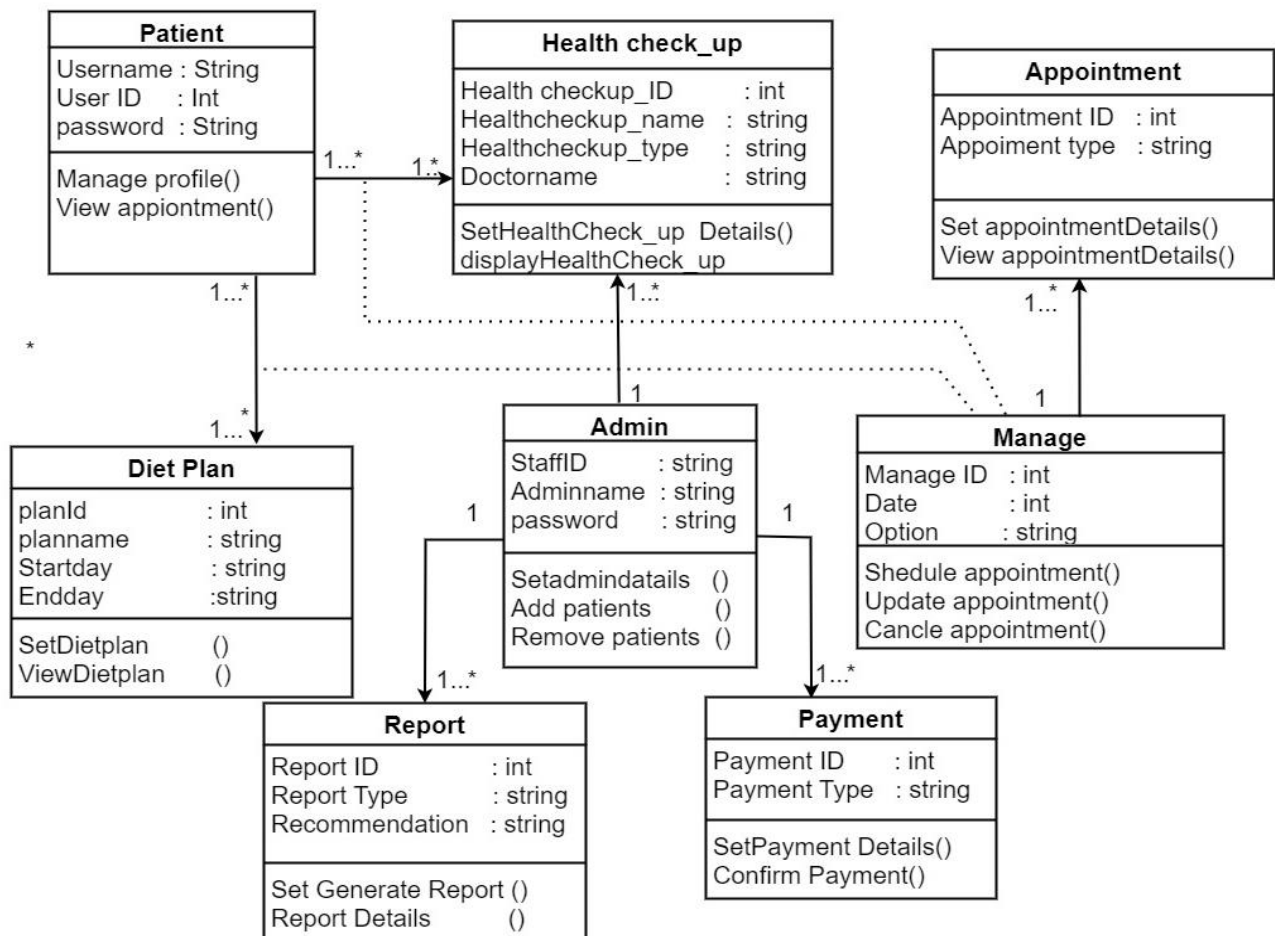 Patient
Username : String
User ID : Int
password : String
Manage profile()
View appiontment()
1...*
1..*
Health check_up
Health checkup_ID : int
Healthcheckup_name : string
Healthcheckup_type : string
Doctorname : string
SetHealthCheck_up Details()
displayHealthCheck_up
Appointment
Appointment ID : int
Appoiment type : string
Set appointmentDetails()
View appointmentDetails()
1...*
1...*
1...*
*
1
1
1...*
Diet Plan
planId : int
planname : string
Startday : string
Endday :string
SetDietplan ()
ViewDietplan ()
Admin
StaffID : string
Adminname : string
password : string
Setadmindatails ()
Add patients ()
Remove patients ()
Manage
Manage ID : int
Date : int
Option : string
Shedule appointment()
Update appointment()
Cancle appointment()
1
1
1...*
1...*
Report
Report ID : int
Report Type : string
Recommendation : string
Set Generate Report ()
Report Details ()
Payment
Payment ID : int
Payment Type : string
SetPayment Details()
Confirm Payment()